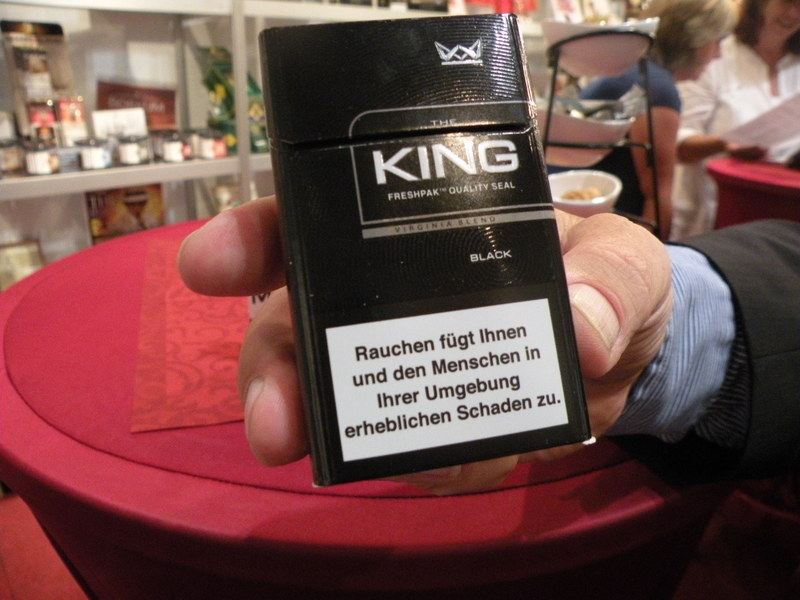 THE
KING
FRESHPAK™ QUALITY SEAL
VIRGINIA BLEND
BLACK
Rauchen fügt Ihnen
und den Menschen in
Ihrer Umgebung
erheblichen Schaden zu.